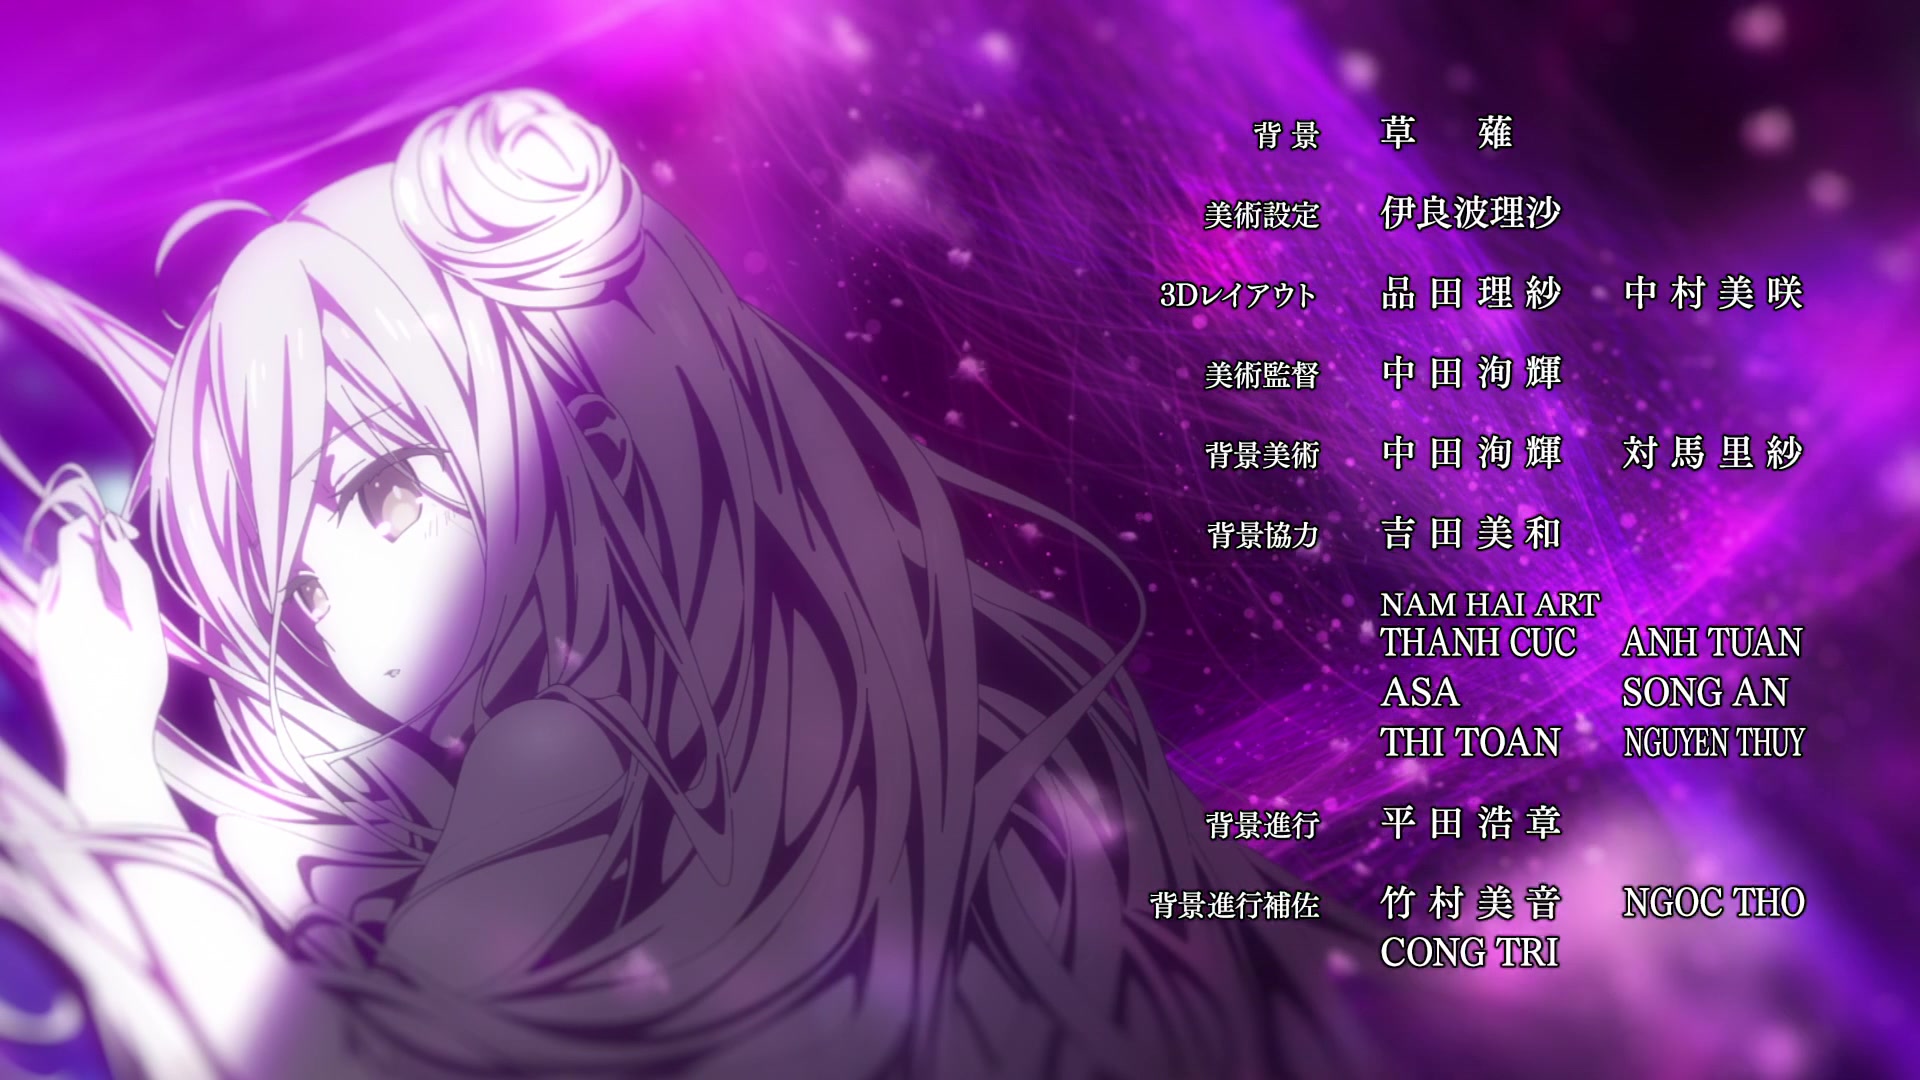 背景 草 薙
美術設定 伊良波理沙
3Dレイアウト 品田理紗 中村美咲
美術監督 中田洵輝
背景美術 中田洵輝 対馬里紗
背景協力 吉田美和
NAM HAI ART
THANH CUC ANH TUAN
ASA SONG AN
THI TOAN NGUYEN THUY
背景進行 平田浩章
背景進行補佐 竹村美音 NGOC THO
CONG TRI